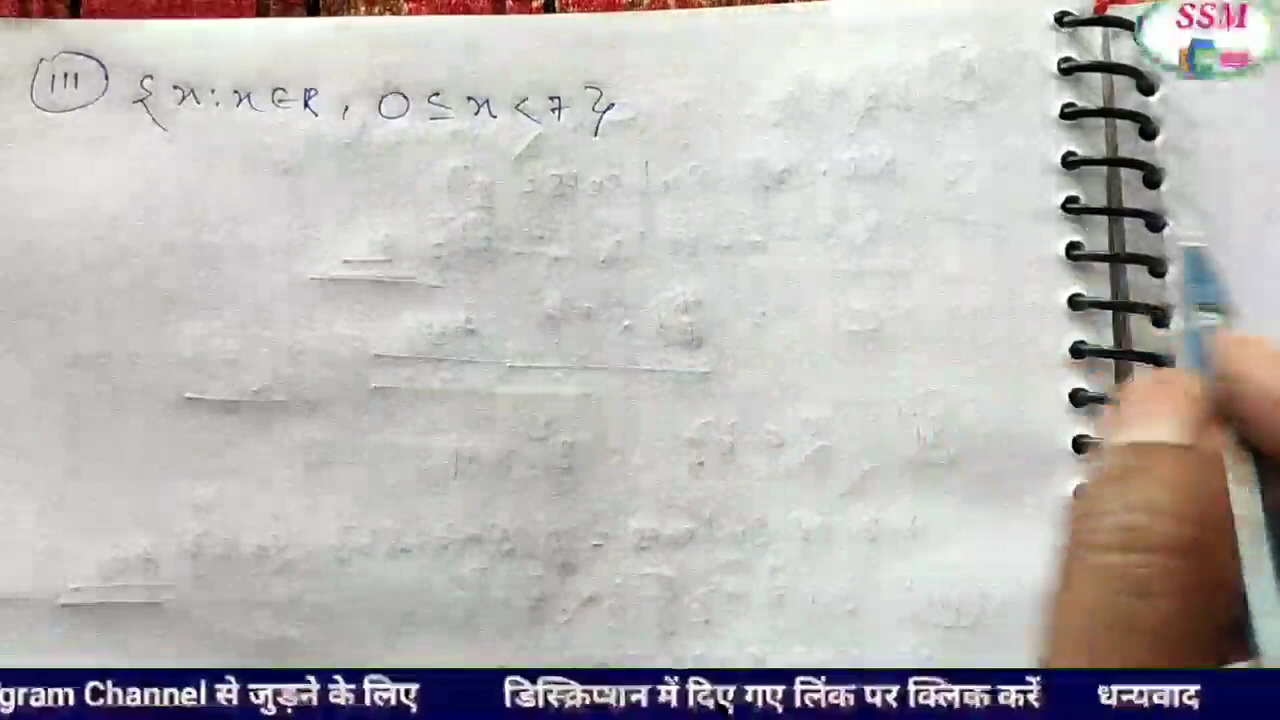 SSM
III { x : x ∈ R , 0 ≤ x < 7 }
gram Channel से जुड़ने के लिए डिस्क्रिप्शन में दिए गए लिंक पर क्लिक करें धन्यवाद